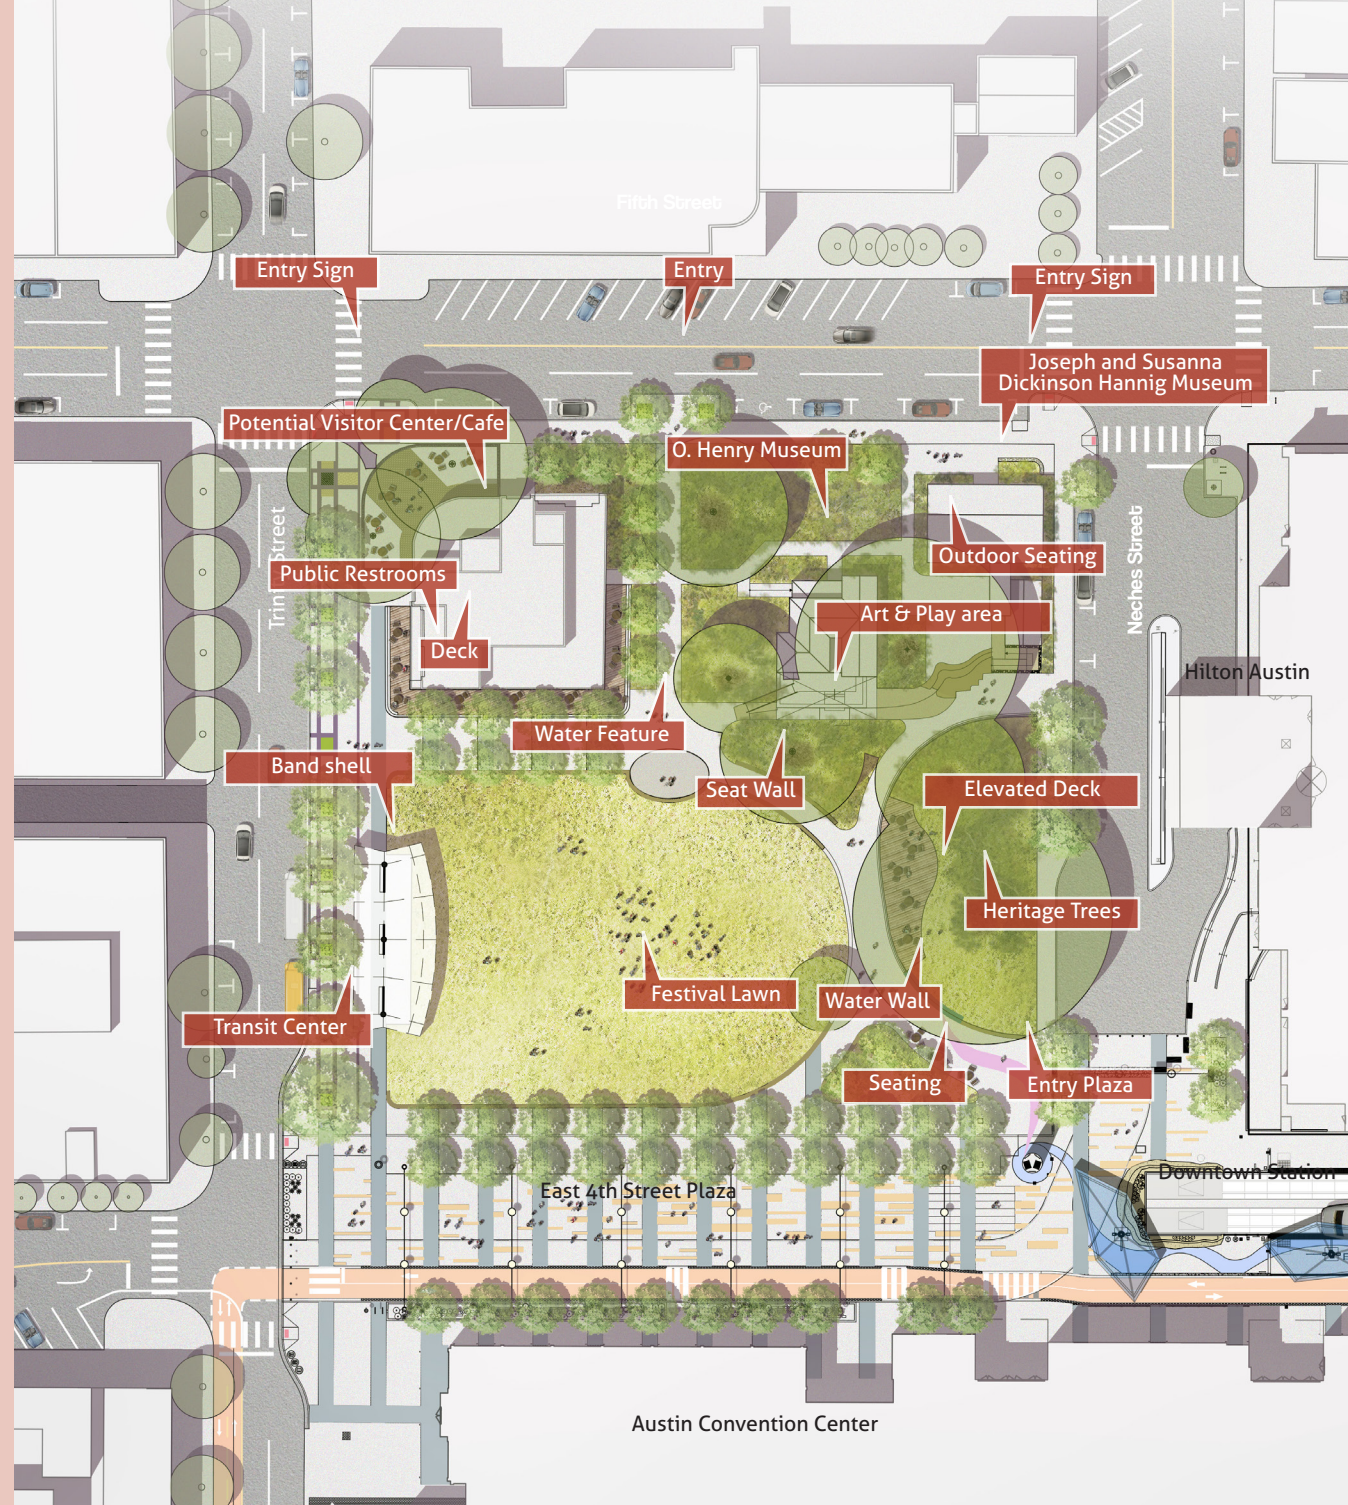 Fifth Street
Entry Sign
Entry
Entry Sign
Joseph and Susanna
Dickinson Hannig Museum
Potential Visitor Center/Cafe
O. Henry Museum
Outdoor Seating
Public Restrooms
Trinity Street
Neches Street
Art & Play area
Deck
Hilton Austin
Water Feature
Band shell
Seat Wall
Elevated Deck
Heritage Trees
Festival Lawn
Water Wall
Transit Center
Seating
Entry Plaza
Downtown Station
East 4th Street Plaza
Austin Convention Center